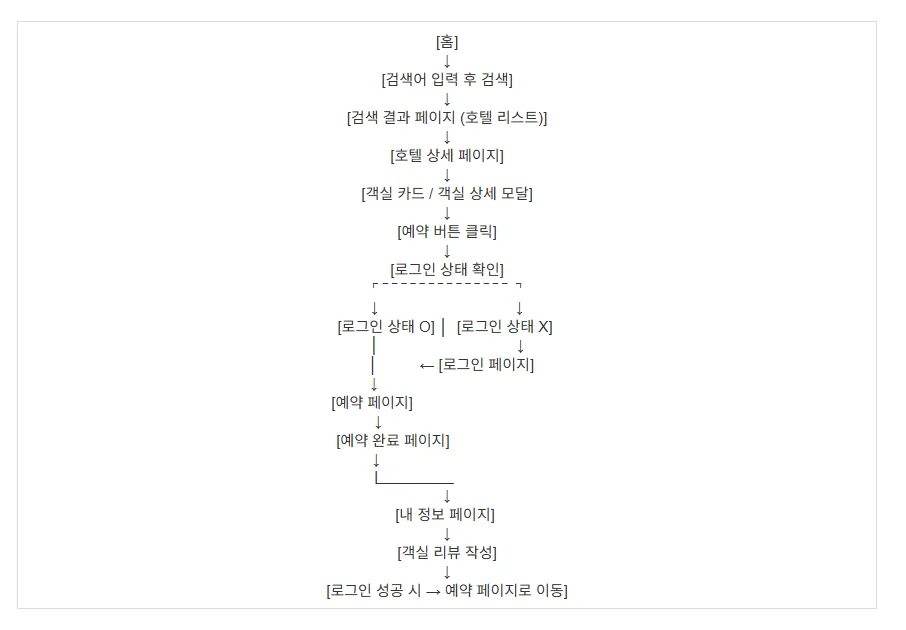 [홈]
↓
[검색어 입력 후 검색]
↓
[검색 결과 페이지 (호텔 리스트)]
↓
[호텔 상세 페이지]
↓
[객실 카드 / 객실 상세 모달]
↓
[예약 버튼 클릭]
↓
[로그인 상태 확인]
┌ - - - - - - - - - - - - - - ┐
↓ ↓
[로그인 상태 O] │ [로그인 상태 X]
│ ↓
│ ← [로그인 페이지]
↓
[예약 페이지]
↓
[예약 완료 페이지]
↓
└────────
↓
[내 정보 페이지]
↓
[객실 리뷰 작성]
↓
[로그인 성공 시 → 예약 페이지로 이동]